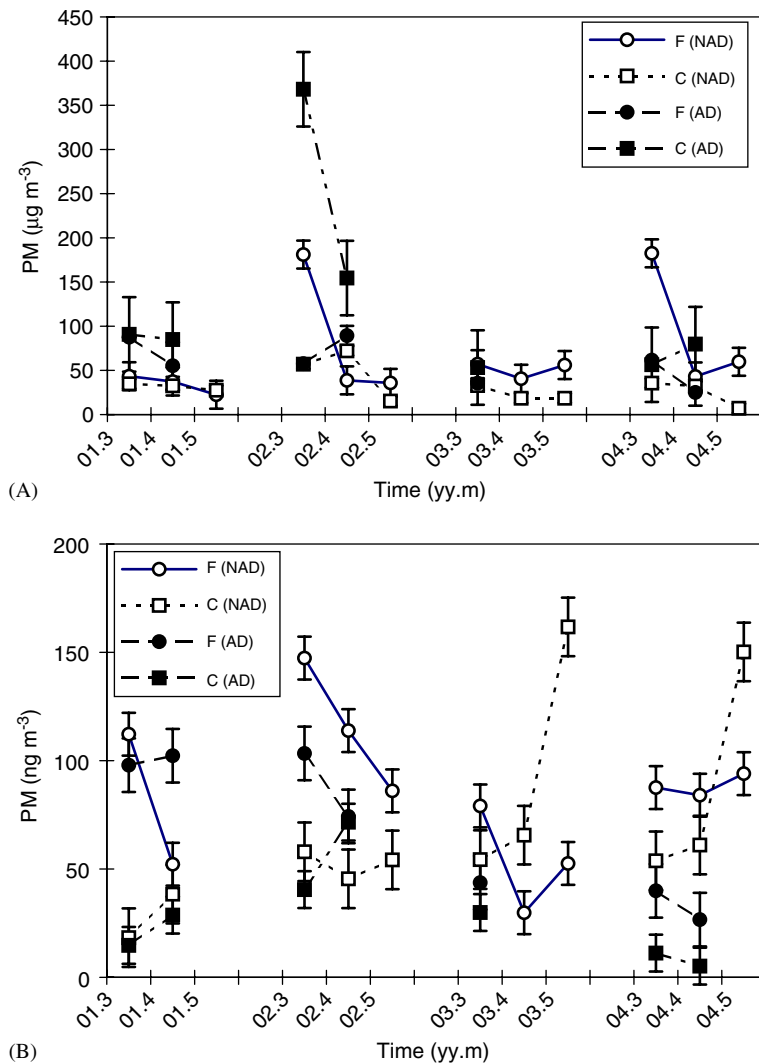 450
400
350
300
250
200
150
100
50
0
PM (µg m-3)
F (NAD)
C (NAD)
F (AD)
C (AD)
01.3
01.4
01.5
02.3
02.4
02.5
03.3
03.4
03.5
04.3
04.4
04.5
Time (yy.m)
(A)
200
150
100
50
0
PM (ng m-3)
F (NAD)
C (NAD)
F (AD)
C (AD)
01.3
01.4
01.5
02.3
02.4
02.5
03.3
03.4
03.5
04.3
04.4
04.5
Time (yy.m)
(B)